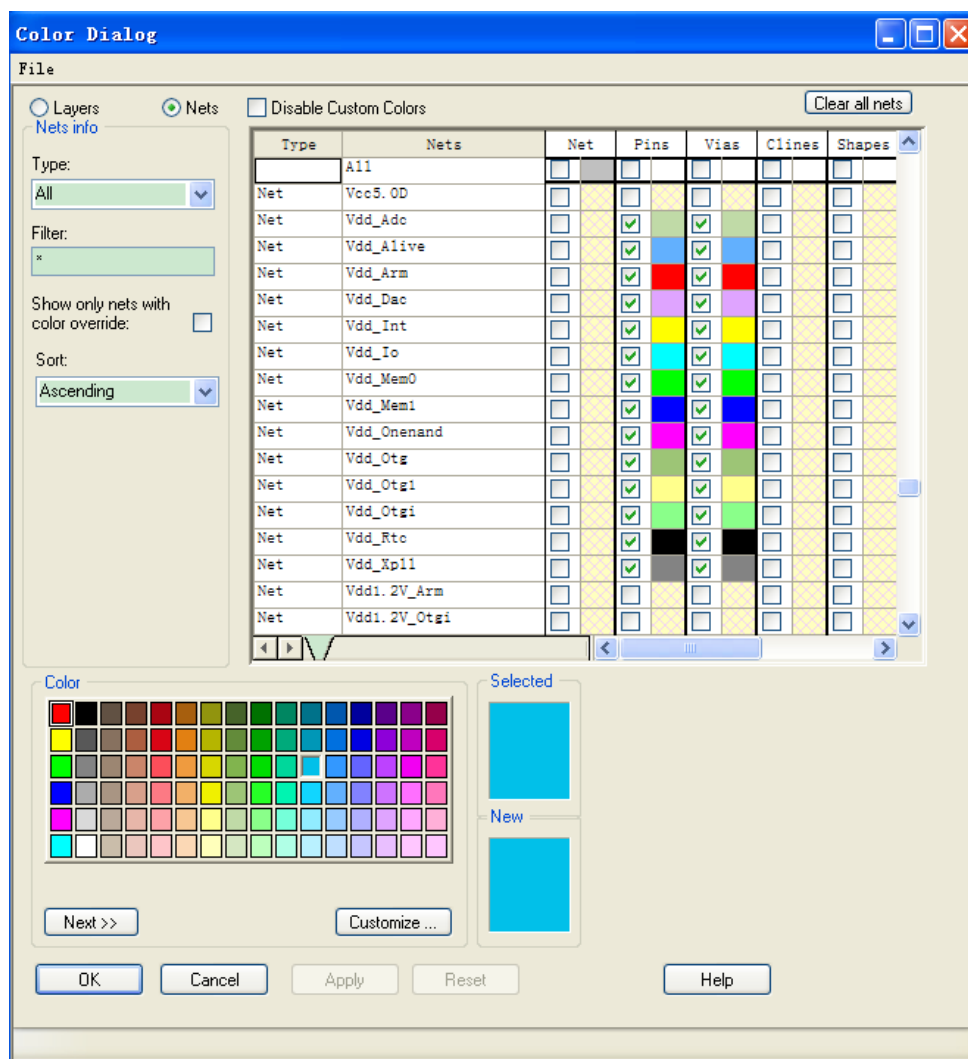 Color Dialog
File
Layers Nets Disable Custom Colors Clear all nets
Nets info
Type:
All
Filter:
*
Show only nets with
color override:
Sort:
Ascending
Type Nets Net Pins Vias Clines Shapes
All
Net Vcc5.0D
Net Vdd_Adc
Net Vdd_Alive
Net Vdd_Arm
Net Vdd_Dac
Net Vdd_Int
Net Vdd_Io
Net Vdd_Mem0
Net Vdd_Mem1
Net Vdd_Onenand
Net Vdd_Otg
Net Vdd_Otg1
Net Vdd_Otgi
Net Vdd_Rtc
Net Vdd_Xpll
Net Vdd1.2V_Arm
Net Vdd1.2V_Otgi
Color
Selected
New
Next >> Customize ...
OK Cancel Apply Reset Help